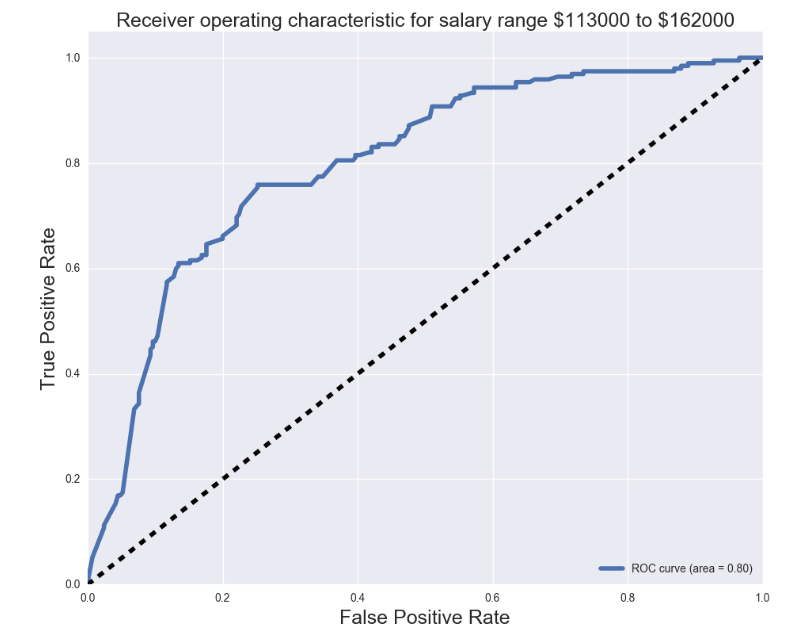 Receiver operating characteristic for salary range $113000 to $162000
1.0
0.8
0.6
0.4
0.2
0.0
True Positive Rate
ROC curve (area = 0.80)
0.0 0.2 0.4 0.6 0.8 1.0
False Positive Rate